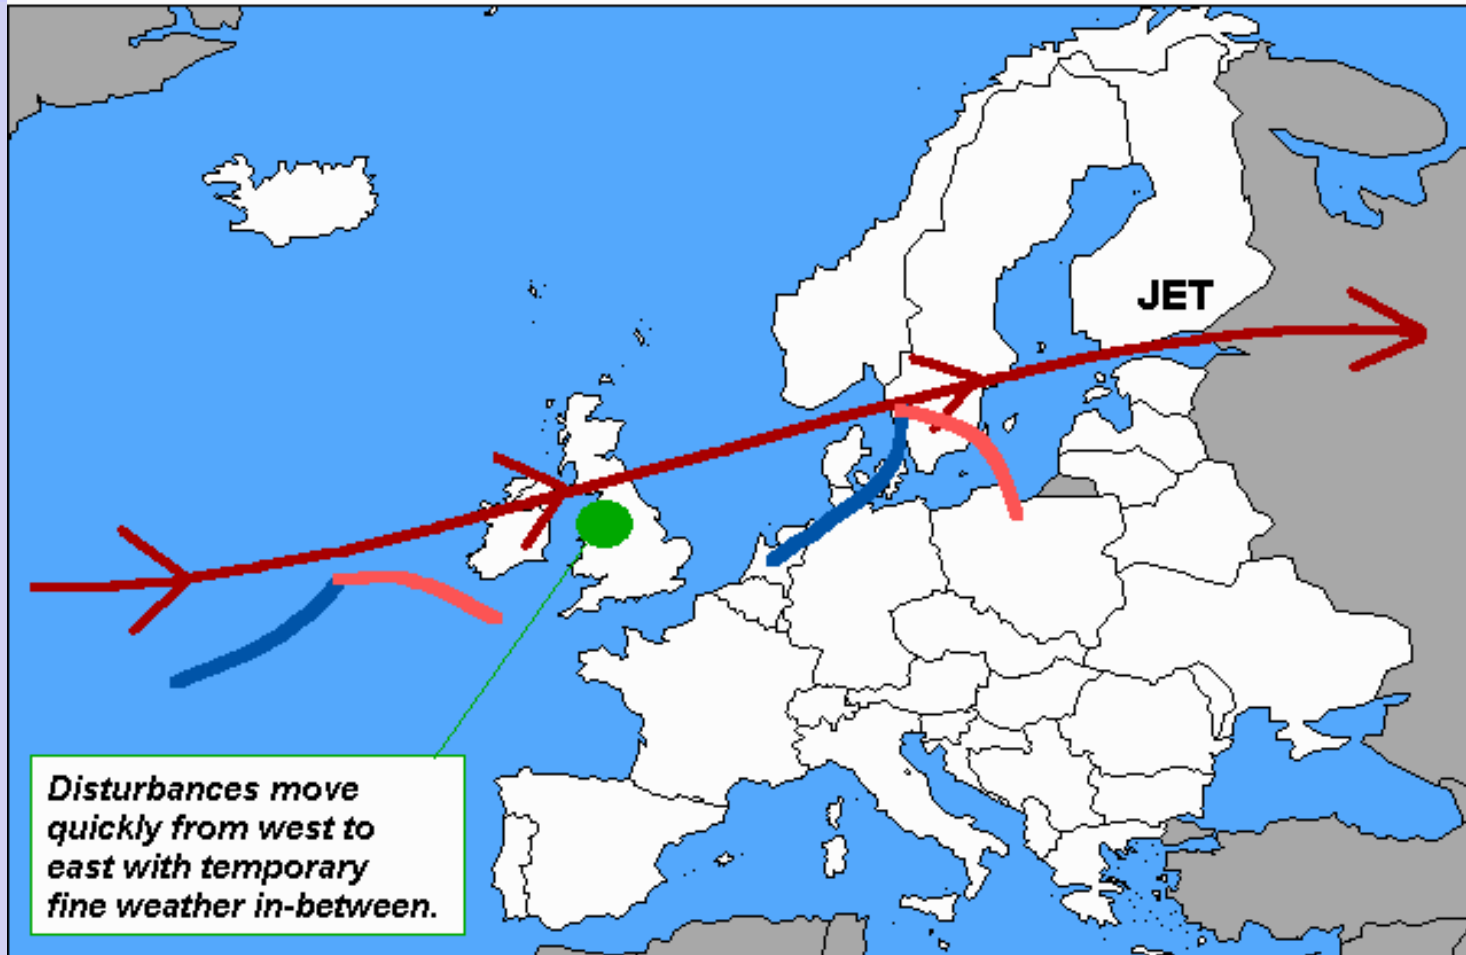 JET
Disturbances move
quickly from west to
east with temporary
fine weather in-between.